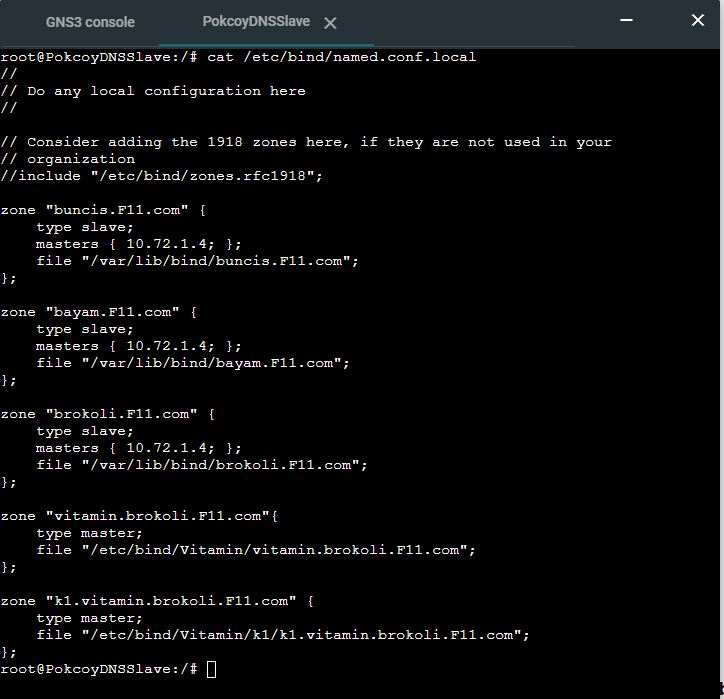 GNS3 console PokcoyDNSSlave
root@PokcoyDNSSlave:/# cat /etc/bind/named.conf.local
//
// Do any local configuration here
//
// Consider adding the 1918 zones here, if they are not used in your
// organization
//include "/etc/bind/zones.rfc1918";
zone "buncis.F11.com" {
    type slave;
    masters { 10.72.1.4; };
    file "/var/lib/bind/buncis.F11.com";
};
zone "bayam.F11.com" {
    type slave;
    masters { 10.72.1.4; };
    file "/var/lib/bind/bayam.F11.com";
};
zone "brokoli.F11.com" {
    type slave;
    masters { 10.72.1.4; };
    file "/var/lib/bind/brokoli.F11.com";
};
zone "vitamin.brokoli.F11.com"{
    type master;
    file "/etc/bind/Vitamin/vitamin.brokoli.F11.com";
};
zone "k1.vitamin.brokoli.F11.com" {
    type master;
    file "/etc/bind/Vitamin/k1/k1.vitamin.brokoli.F11.com";
};
root@PokcoyDNSSlave:/#